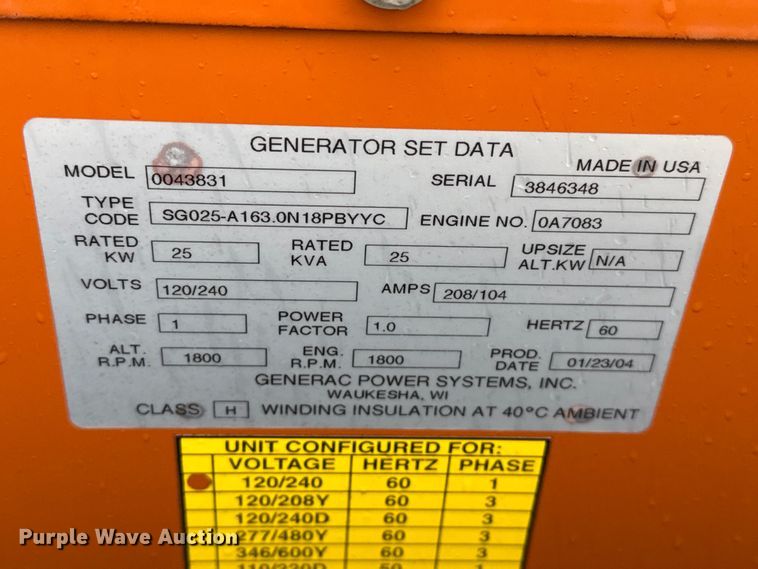 GENERATOR SET DATA
MADE IN USA
MODEL 0043831 SERIAL 3846348
TYPE CODE SG025-A163.0N18PBYYC ENGINE NO. 0A7083
RATED KW 25 RATED KVA 25 UPSIZE ALT.KW N/A
VOLTS 120/240 AMPS 208/104
PHASE 1 POWER FACTOR 1.0 HERTZ 60
ALT. R.P.M. 1800 ENG. R.P.M. 1800 PROD. DATE 01/23/04
GENERAC POWER SYSTEMS, INC.
WAUKESHA, WI
CLASS H WINDING INSULATION AT 40°C AMBIENT
UNIT CONFIGURED FOR:
VOLTAGE HERTZ PHASE
120/240 60 1
120/208Y 60 3
120/240D 60 3
277/480Y 60 3
346/600Y 60 3
110/220D 50 1
Purple Wave Auction